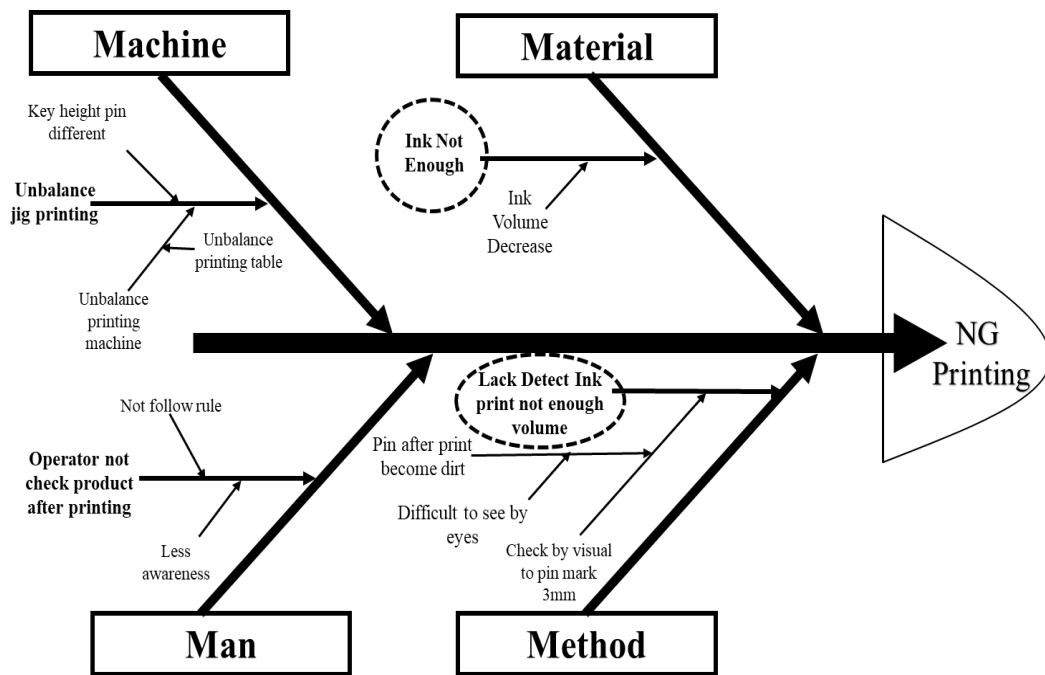 Machine
Material
Key height pin
different
Unbalance
jig printing
Unbalance
printing table
Unbalance
printing
machine
Ink Not
Enough
Ink
Volume
Decrease
NG
Printing
Not follow rule
Operator not
check product
after printing
Less
awareness
Lack Detect Ink
print not enough
volume
Pin after print
become dirt
Difficult to see by
eyes
Check by visual
to pin mark
3mm
Man
Method